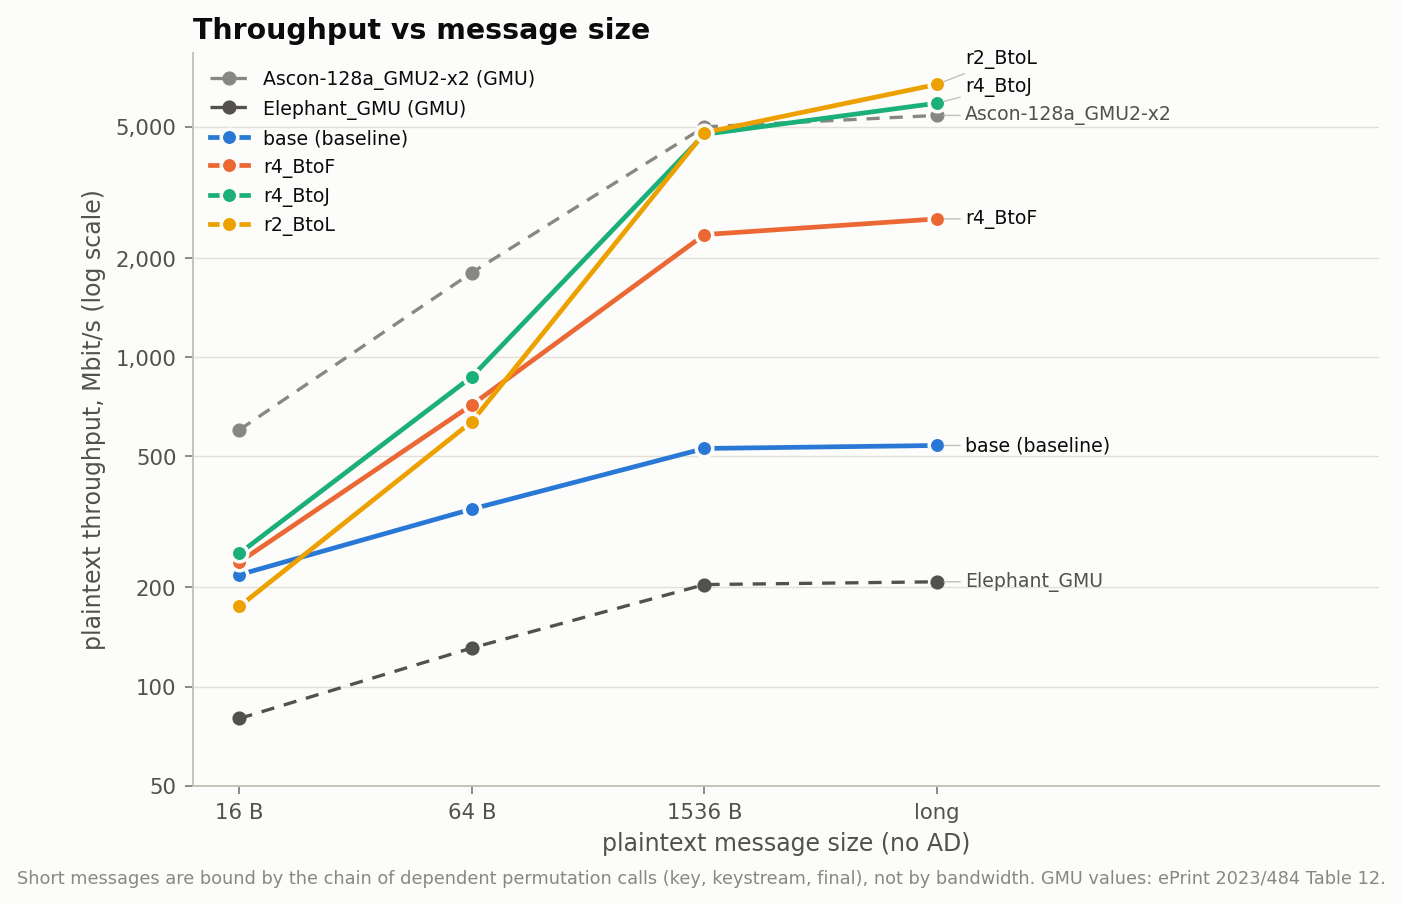 Throughput vs message size
Ascon-128a_GMU2-x2 (GMU)
Elephant_GMU (GMU)
base (baseline)
r4_BtoF
r4_BtoJ
r2_BtoL
r2_BtoL
r4_BtoJ
Ascon-128a_GMU2-x2
r4_BtoF
base (baseline)
Elephant_GMU
plaintext throughput, Mbit/s (log scale)
5,000
2,000
1,000
500
200
100
50
16 B
64 B
1536 B
long
plaintext message size (no AD)
Short messages are bound by the chain of dependent permutation calls (key, keystream, final), not by bandwidth. GMU values: ePrint 2023/484 Table 12.